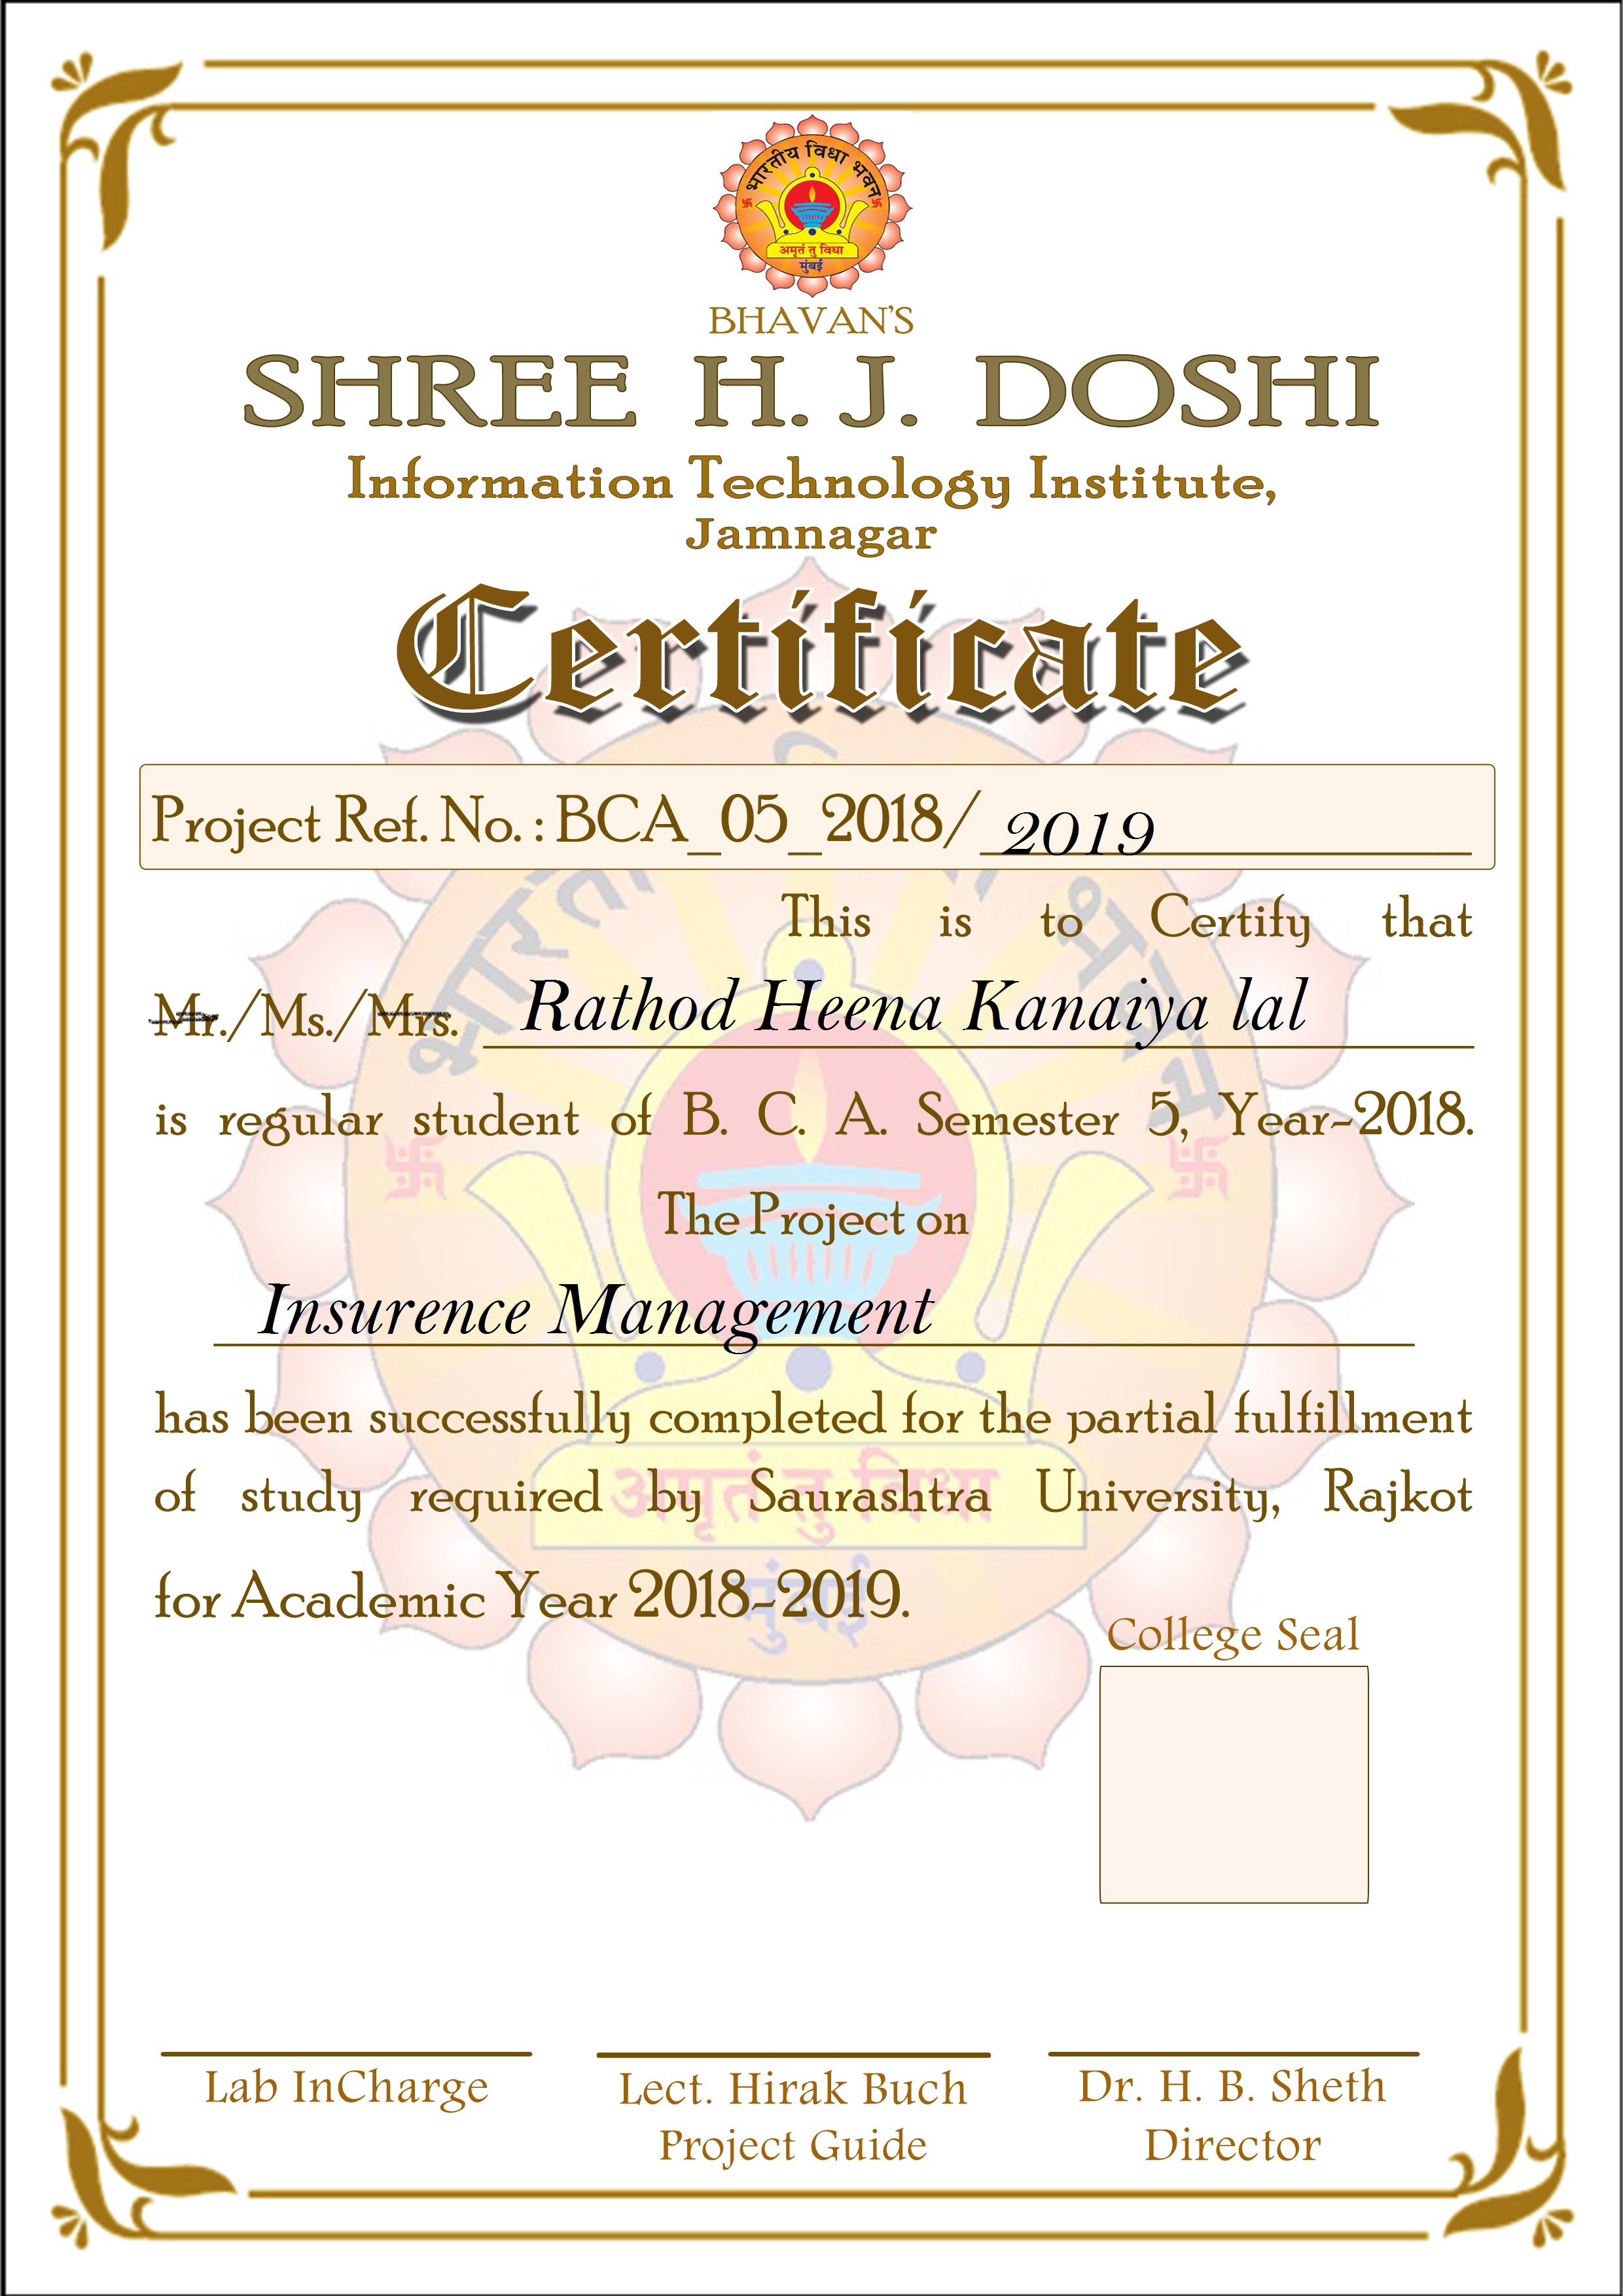 भारतीय विधा भवन
अमृतं तु विधा
मुंबई
BHAVAN'S
SHREE H. J. DOSHI
Information Technology Institute,
Jamnagar
Certificate
Project Ref. No. : BCA_05_2018/ 2019
This is to Certify that
Mr./Ms./Mrs. Rathod Heena Kanaiya lal
is regular student of B. C. A. Semester 5, Year-2018.
The Project on
Insurence Management
has been successfully completed for the partial fulfillment
of study required by Saurashtra University, Rajkot
for Academic Year 2018-2019.
College Seal
Lab InCharge
Lect. Hirak Buch
Project Guide
Dr. H. B. Sheth
Director